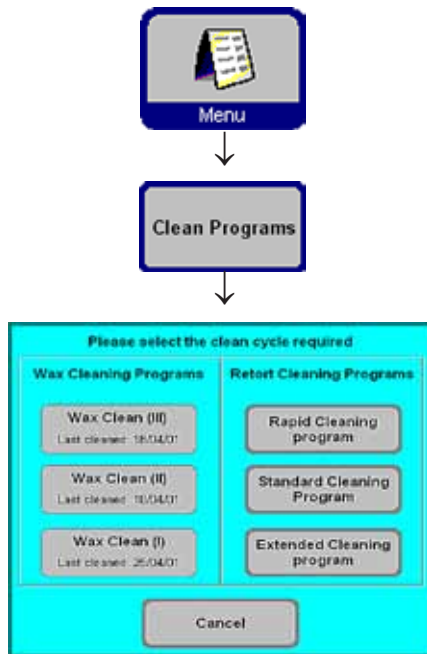 Menu
Clean Programs
Please select the clean cycle required
Wax Cleaning Programs
Retort Cleaning Programs
Wax Clean (III)
Last cleaned 18/04/01
Wax Clean (II)
Last cleaned 10/04/01
Wax Clean (I)
Last cleaned 25/04/01
Rapid Cleaning
program
Standard Cleaning
Program
Extended Cleaning
program
Cancel